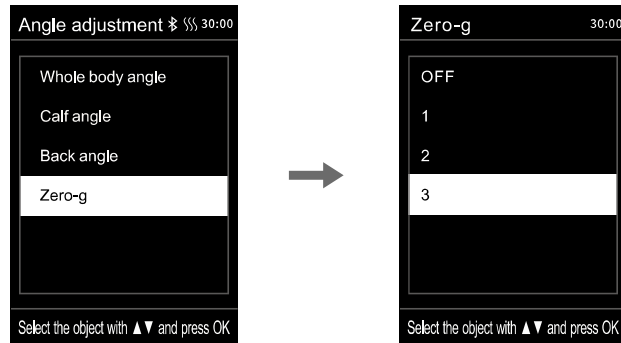 Angle adjustment 30:00
Whole body angle
Calf angle
Back angle
Zero-g
Select the object with ▲▼ and press OK
Zero-g 30:00
OFF
1
2
3
Select the object with ▲▼ and press OK